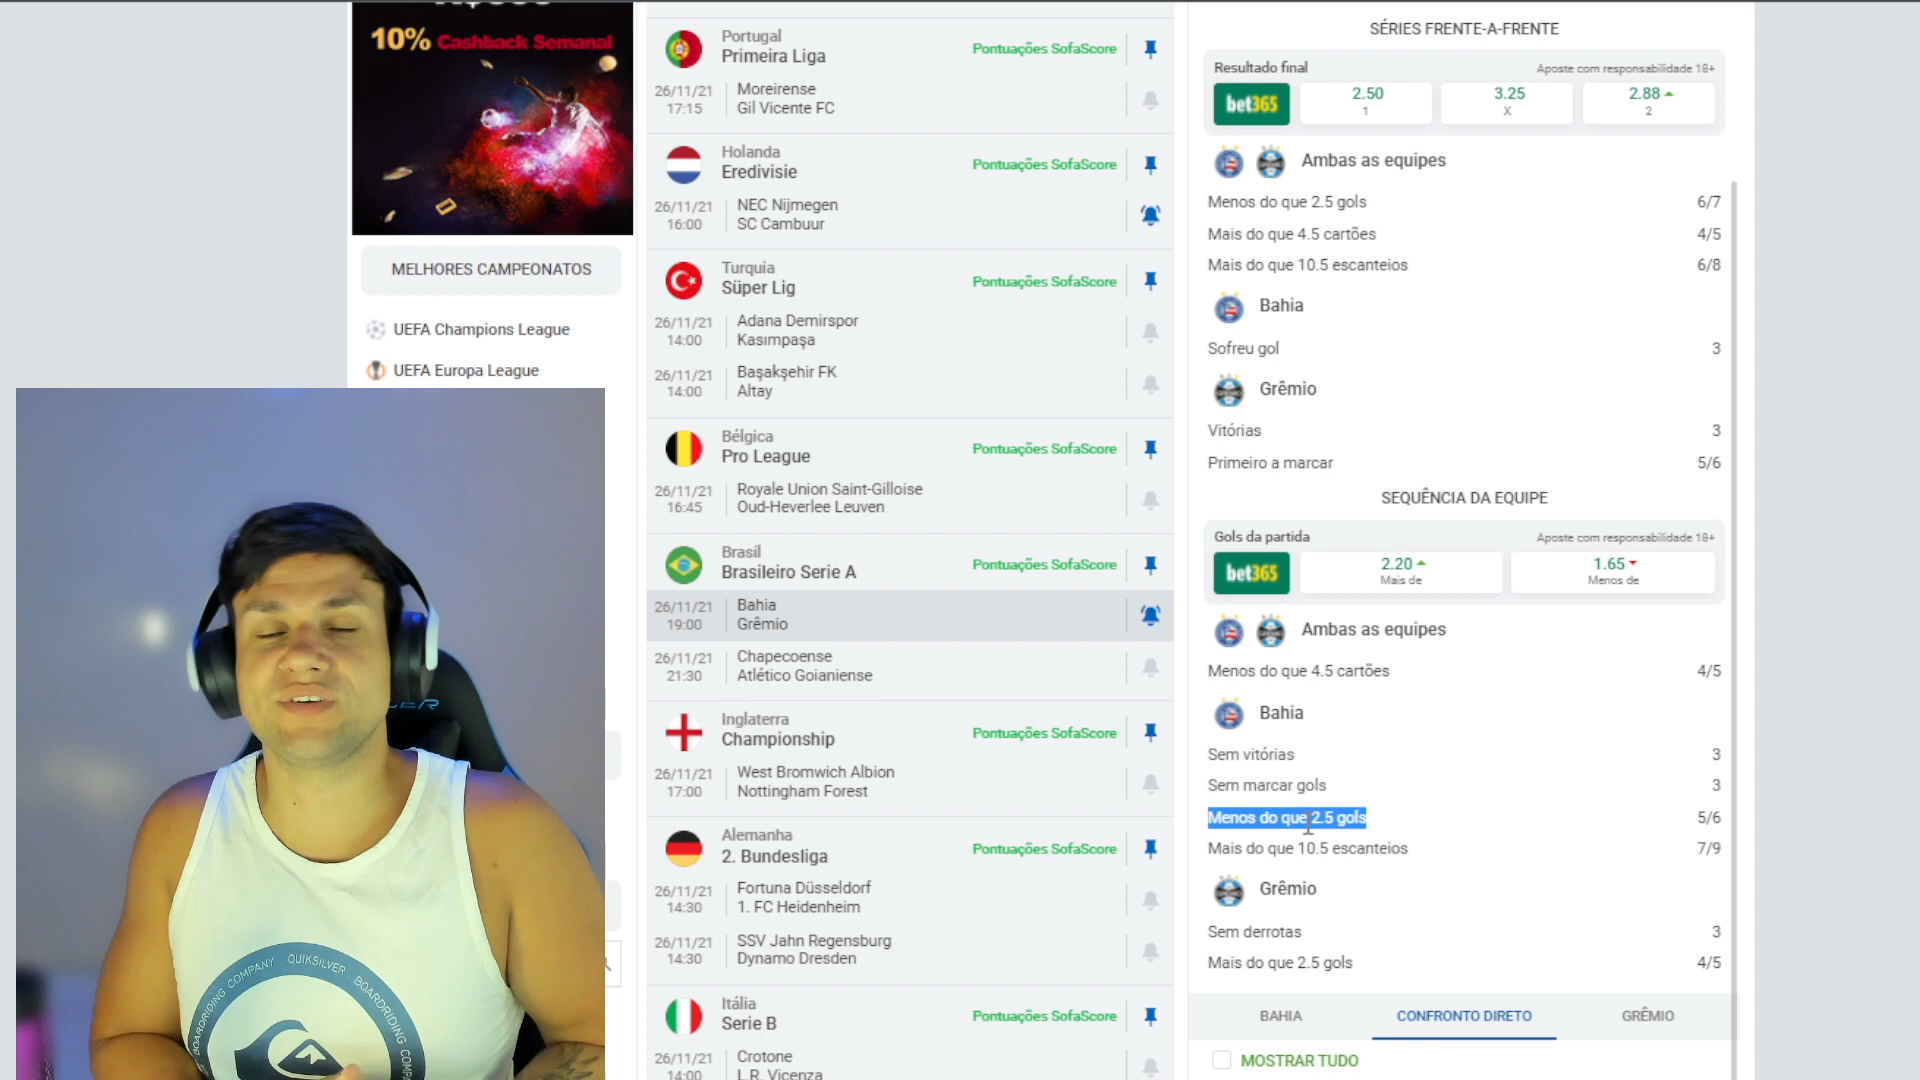 10% Cashback Semanal
MELHORES CAMPEONATOS
UEFA Champions League
UEFA Europa League
QUIKSILVER
BOARDRIDING COMPANY
Portugal
Primeira Liga
Pontuações SofaScore
26/11/21
17:15
Moreirense
Gil Vicente FC
Holanda
Eredivisie
Pontuações SofaScore
26/11/21
16:00
NEC Nijmegen
SC Cambuur
Turquia
Süper Lig
Pontuações SofaScore
26/11/21
14:00
Adana Demirspor
Kasımpaşa
26/11/21
14:00
Başakşehir FK
Altay
Bélgica
Pro League
Pontuações SofaScore
26/11/21
16:45
Royale Union Saint-Gilloise
Oud-Heverlee Leuven
Brasil
Brasileiro Serie A
Pontuações SofaScore
26/11/21
19:00
Bahia
Grêmio
26/11/21
21:30
Chapecoense
Atlético Goianiense
Inglaterra
Championship
Pontuações SofaScore
26/11/21
17:00
West Bromwich Albion
Nottingham Forest
Alemanha
2. Bundesliga
Pontuações SofaScore
26/11/21
14:30
Fortuna Düsseldorf
1. FC Heidenheim
26/11/21
14:30
SSV Jahn Regensburg
Dynamo Dresden
Itália
Serie B
Pontuações SofaScore
26/11/21
14:00
Crotone
L.R. Vicenza
SÉRIES FRENTE-A-FRENTE
Resultado final
Aposte com responsabilidade 18+
bet365
2.50
1
3.25
X
2.88
2
Ambas as equipes
Menos do que 2.5 gols 6/7
Mais do que 4.5 cartões 4/5
Mais do que 10.5 escanteios 6/8
Bahia
Sofreu gol 3
Grêmio
Vitórias 3
Primeiro a marcar 5/6
SEQUÊNCIA DA EQUIPE
Gols da partida
Aposte com responsabilidade 18+
bet365
2.20
Mais de
1.65
Menos de
Ambas as equipes
Menos do que 4.5 cartões 4/5
Bahia
Sem vitórias 3
Sem marcar gols 3
Menos do que 2.5 gols 5/6
Mais do que 10.5 escanteios 7/9
Grêmio
Sem derrotas 3
Mais do que 2.5 gols 4/5
BAHIA
CONFRONTO DIRETO
GRÊMIO
MOSTRAR TUDO